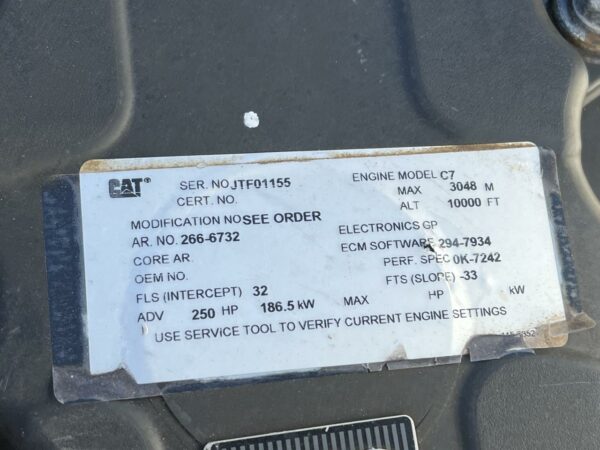 CAT®
SER. NO. JTF01155 ENGINE MODEL C7
CERT. NO. MAX 3048 M
ALT 10000 FT
MODIFICATION NO SEE ORDER
AR. NO. 266-6732 ELECTRONICS GP
CORE AR. ECM SOFTWARE 294-7934
OEM NO. PERF. SPEC 0K-7242
FLS (INTERCEPT) 32 FTS (SLOPE) -33
ADV 250 HP 186.5 kW MAX HP kW
USE SERVICE TOOL TO VERIFY CURRENT ENGINE SETTINGS